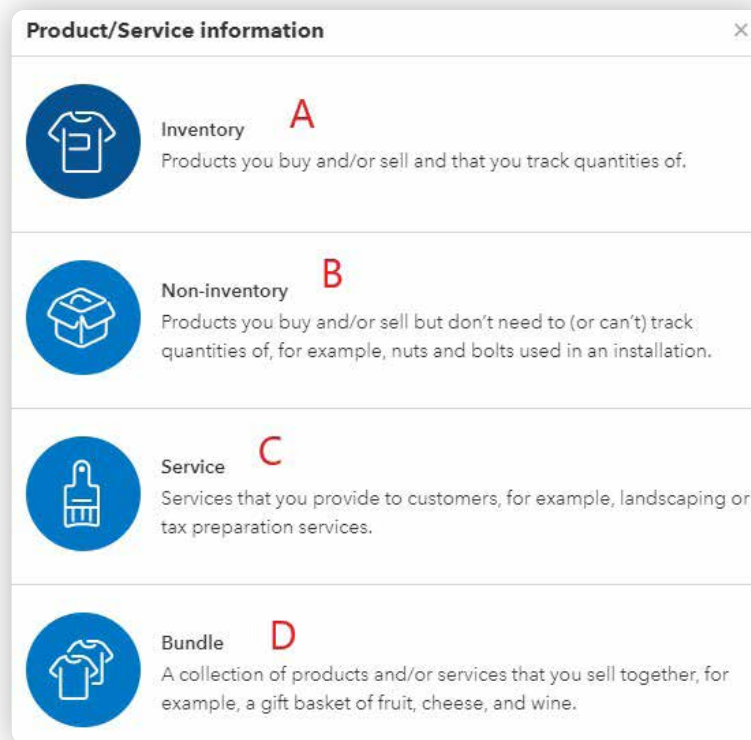 Product/Service information
Inventory A
Products you buy and/or sell and that you track quantities of.
Non-inventory B
Products you buy and/or sell but don't need to (or can't) track
quantities of, for example, nuts and bolts used in an installation.
Service C
Services that you provide to customers, for example, landscaping or
tax preparation services.
Bundle D
A collection of products and/or services that you sell together, for
example, a gift basket of fruit, cheese, and wine.